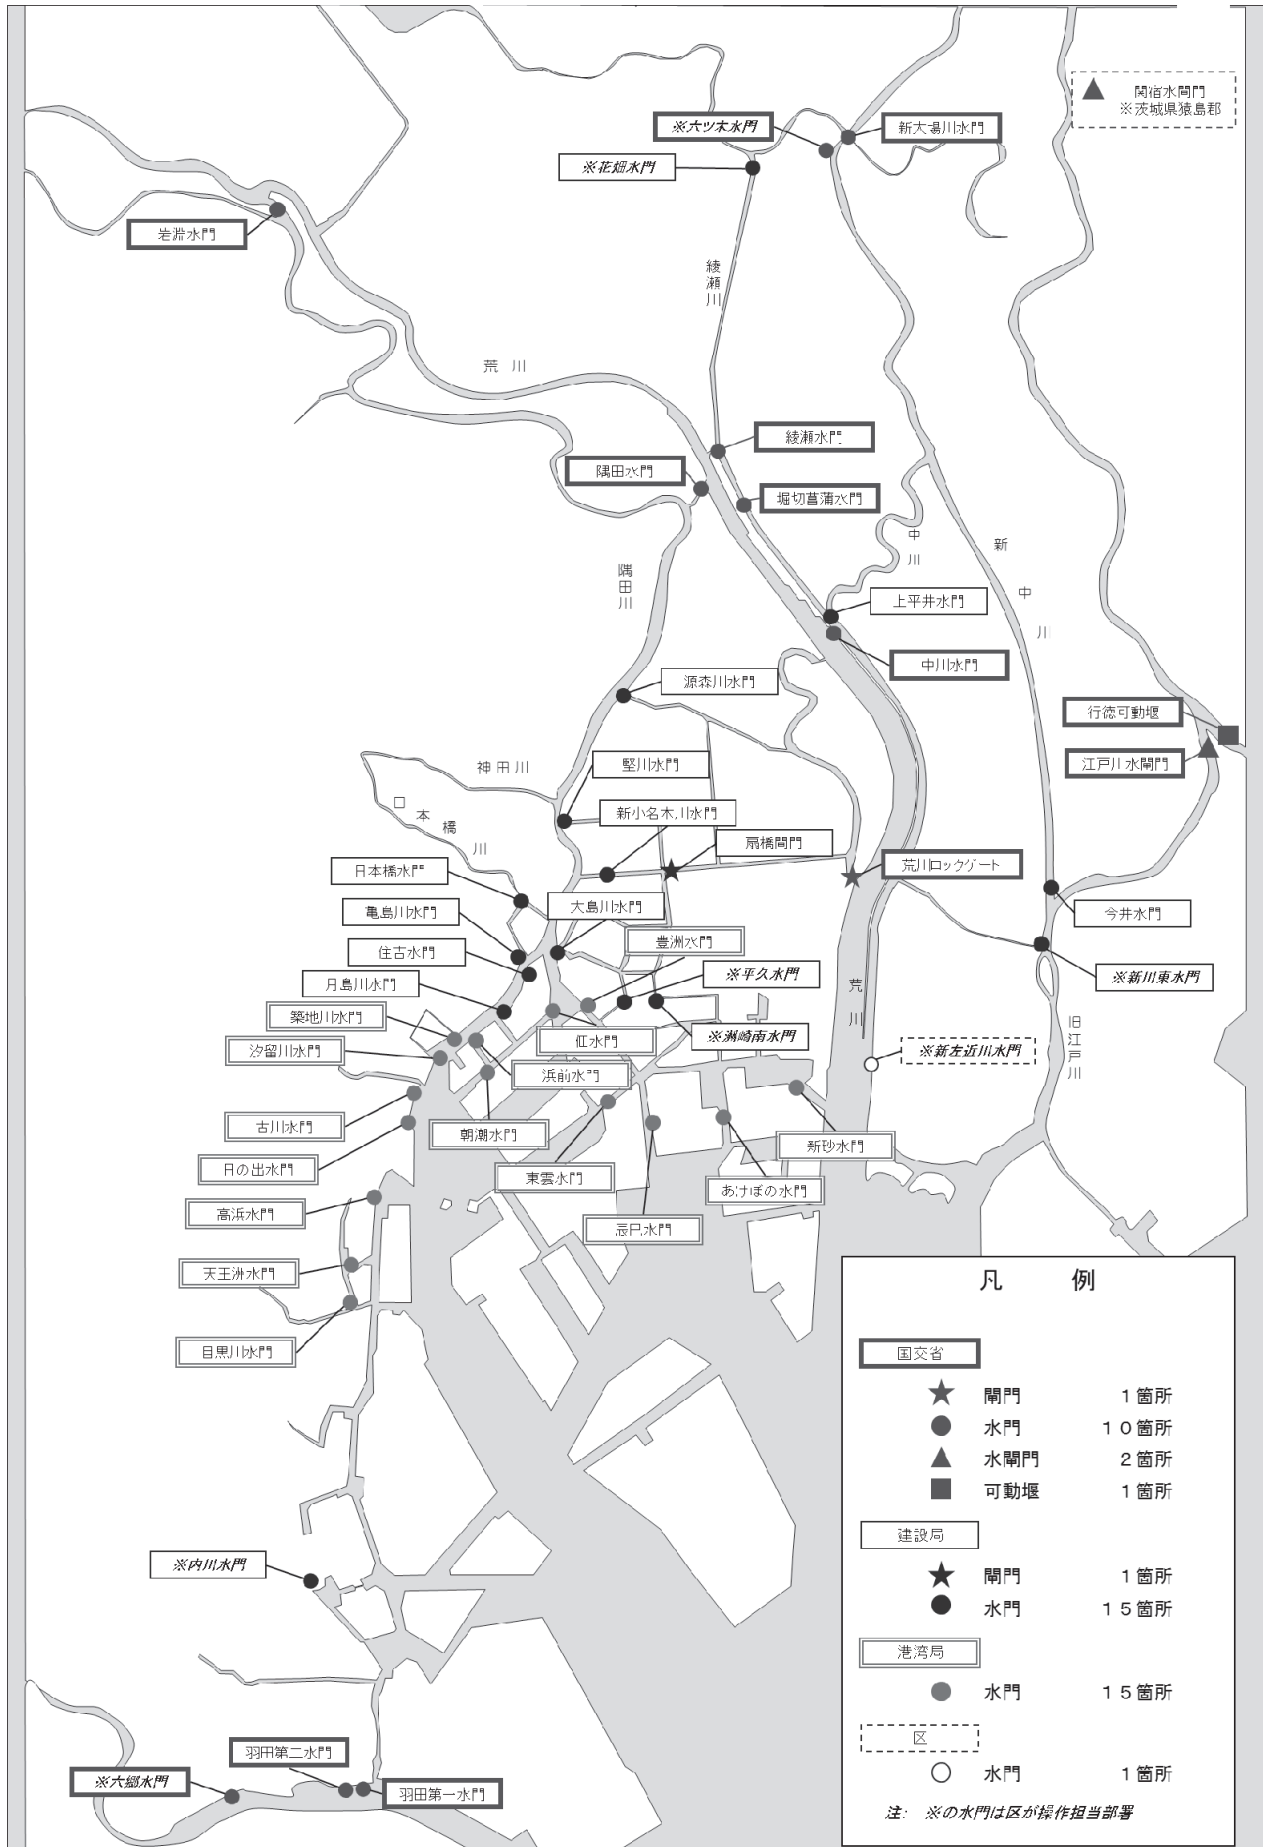 関宿水閘門
※茨城県猿島郡
※六ツ木水門
新大場川水門
※花畑水門
岩淵水門
綾瀬川
荒川
綾瀬水門
隅田水門
堀切菖蒲水門
中川
新中川
隅田川
上平井水門
中川水門
源森川水門
行徳可動堰
江戸川水閘門
神田川
竪川水門
日本橋川
新小名木川水門
扇橋閘門
荒川ロックゲート
日本橋水門
大島川水門
今井水門
亀島川水門
豊洲水門
住吉水門
※平久水門
※新川東水門
月島川水門
荒川
築地川水門
佃水門
※洲崎南水門
旧江戸川
汐留川水門
※新左近川水門
浜前水門
古川水門
朝潮水門
新砂水門
日の出水門
東雲水門
あけぼの水門
高浜水門
辰巳水門
天王洲水門
目黒川水門
※内川水門
羽田第二水門
※六郷水門
羽田第一水門
凡例
国交省
閘門 1箇所
水門 10箇所
水閘門 2箇所
可動堰 1箇所
建設局
閘門 1箇所
水門 15箇所
港湾局
水門 15箇所
区
水門 1箇所
注: ※の水門は区が操作担当部署